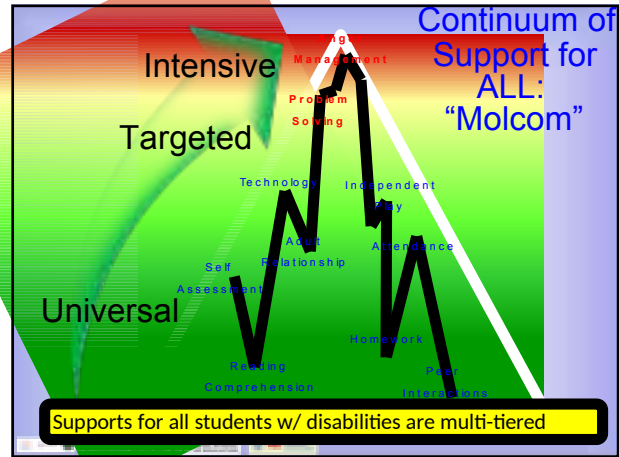 Continuum of
Support for
ALL:
“Molcom”
Intensive
Targeted
Universal
Management
Problem
Solving
Technology
Independent
Play
Adult
Relationship
Attendance
Self
Assessment
Homework
Reading
Comprehension
Peer
Interactions
Supports for all students w/ disabilities are multi-tiered